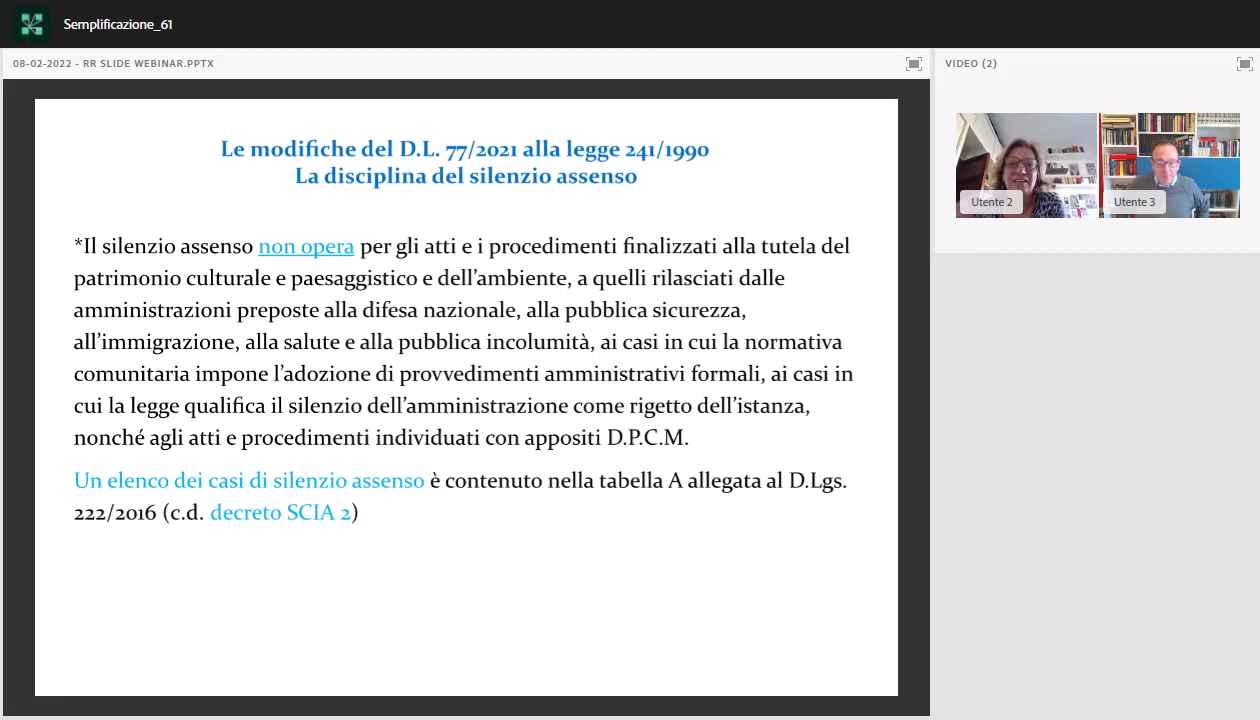 Semplificazione_61
08-02-2022 - RR SLIDE WEBINAR.PPTX
VIDEO (2)
Le modifiche del D.L. 77/2021 alla legge 241/1990
La disciplina del silenzio assenso
*Il silenzio assenso non opera per gli atti e i procedimenti finalizzati alla tutela del
patrimonio culturale e paesaggistico e dell’ambiente, a quelli rilasciati dalle
amministrazioni preposte alla difesa nazionale, alla pubblica sicurezza,
all’immigrazione, alla salute e alla pubblica incolumità, ai casi in cui la normativa
comunitaria impone l’adozione di provvedimenti amministrativi formali, ai casi in
cui la legge qualifica il silenzio dell’amministrazione come rigetto dell’istanza,
nonché agli atti e procedimenti individuati con appositi D.P.C.M.
Un elenco dei casi di silenzio assenso è contenuto nella tabella A allegata al D.Lgs.
222/2016 (c.d. decreto SCIA 2)
Utente 2
Utente 3